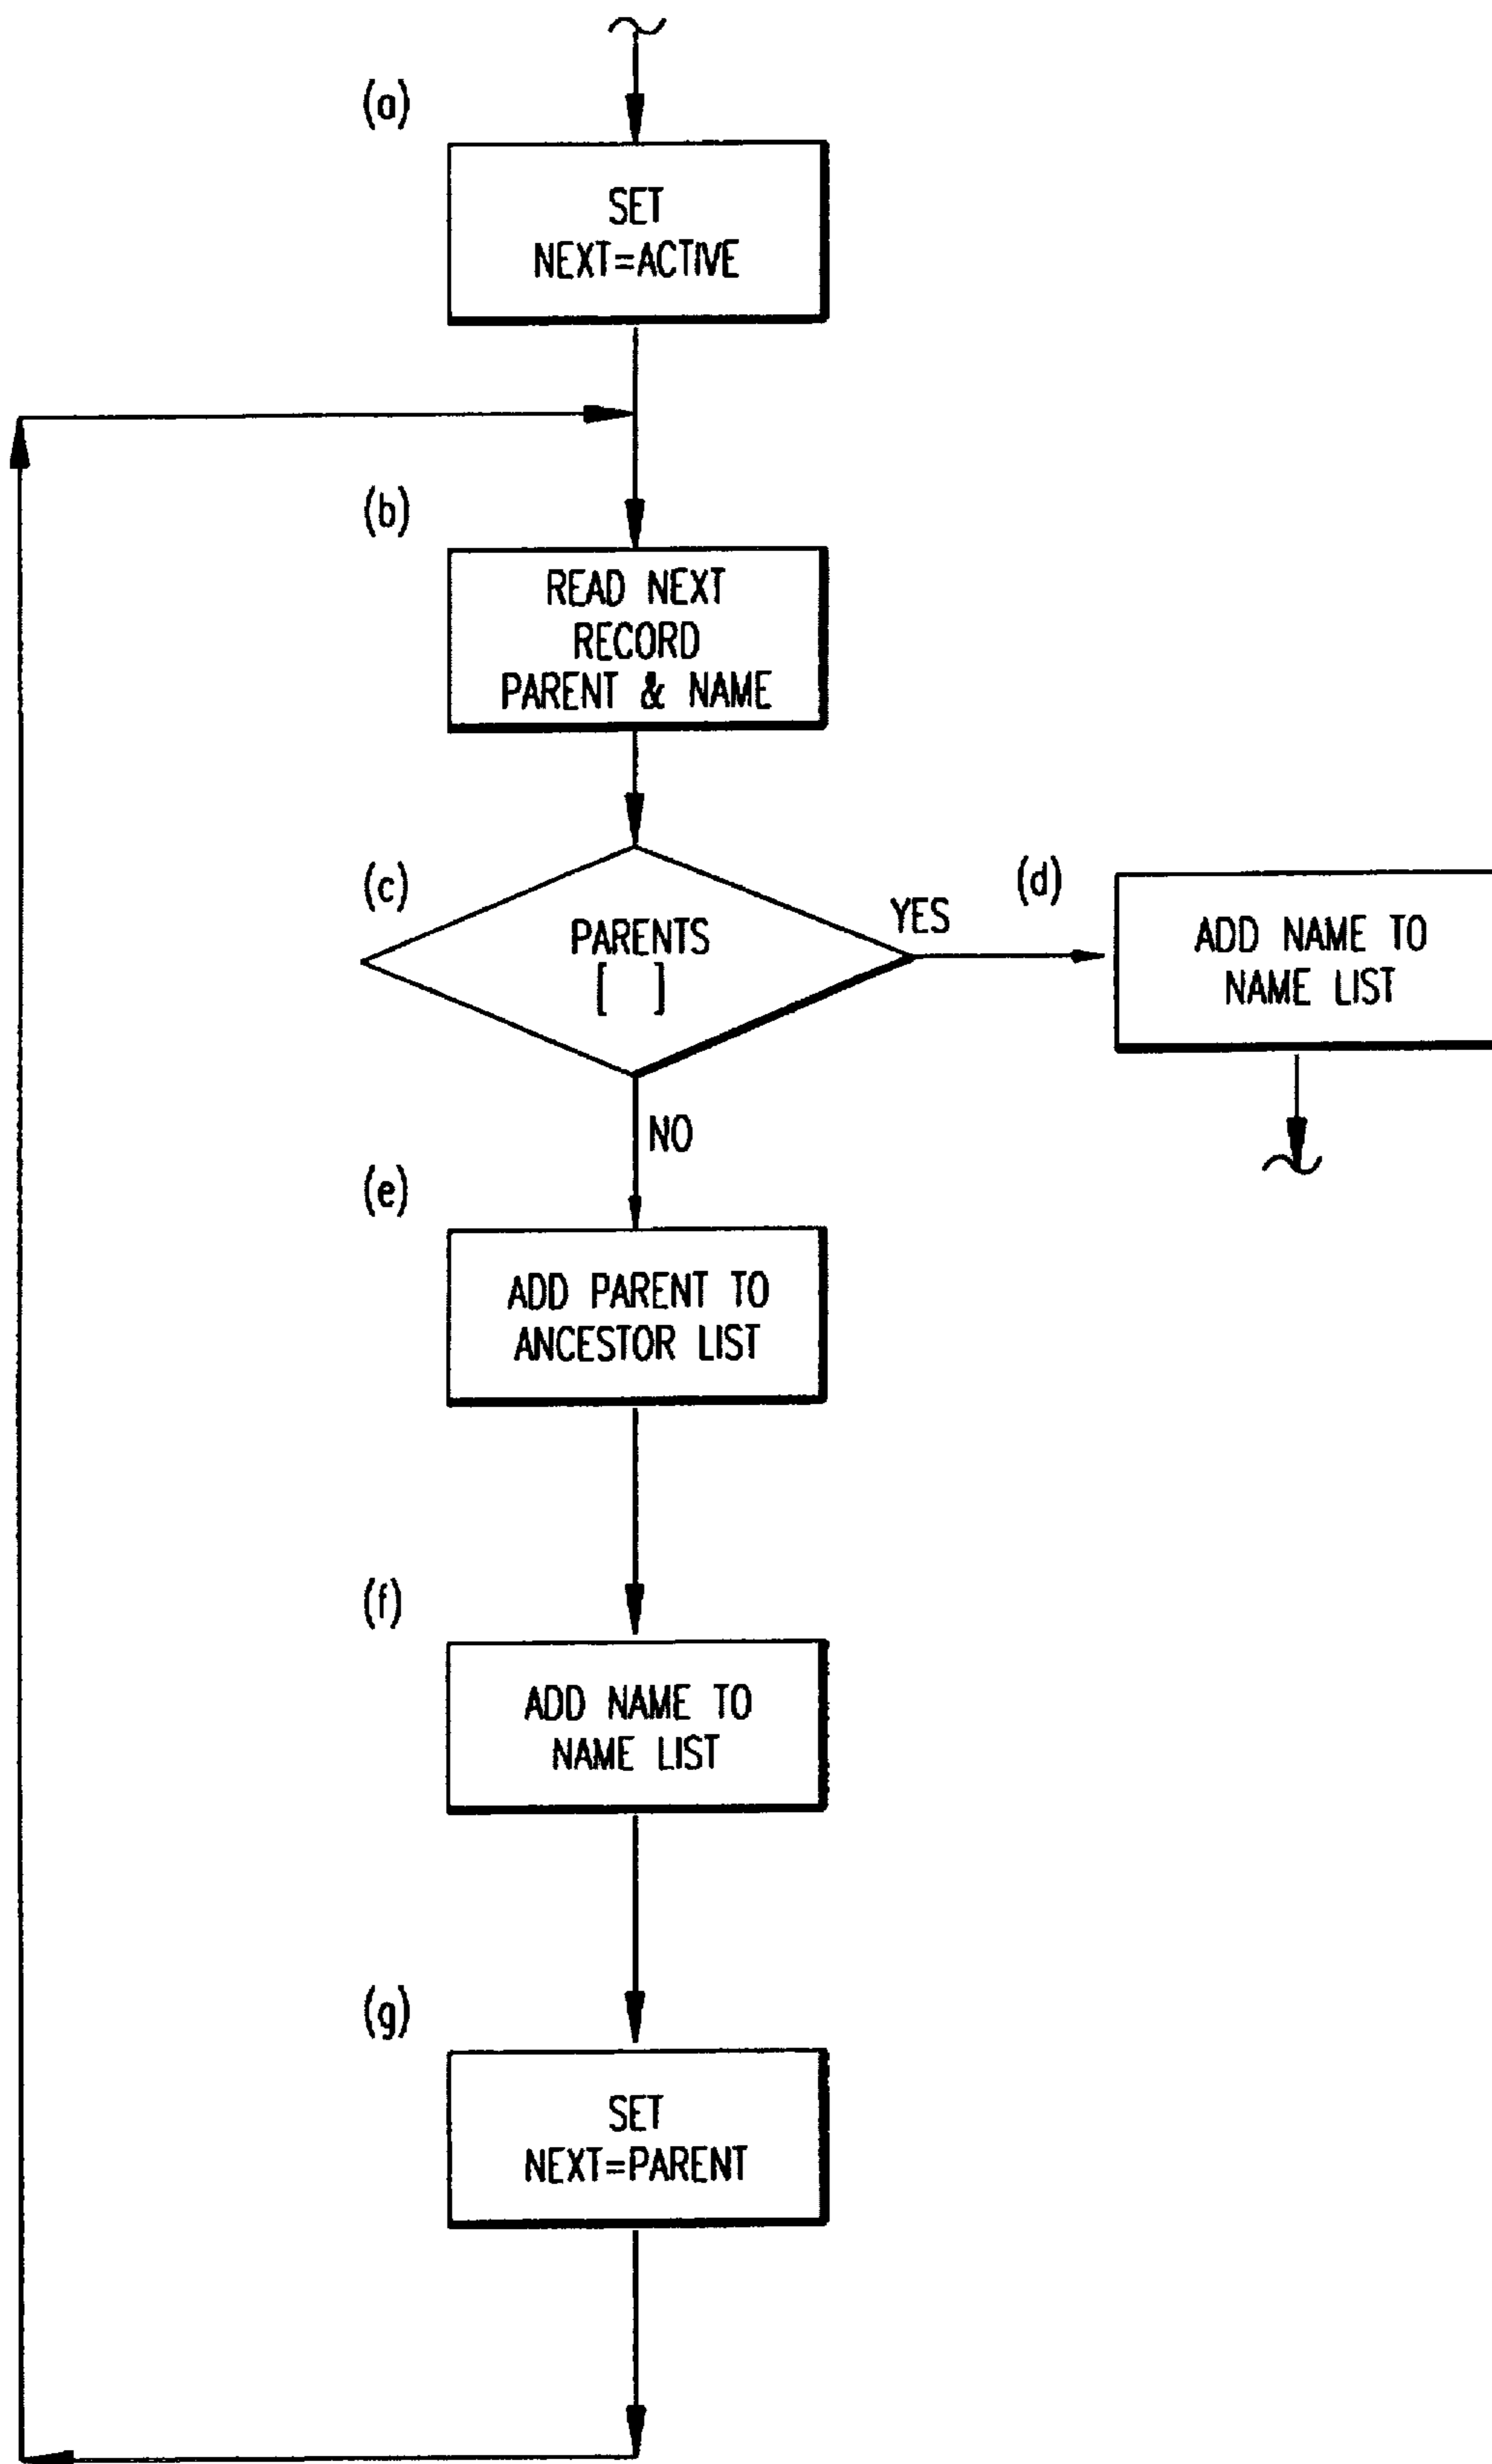 (a)
SET
NEXT=ACTIVE
(b)
READ NEXT
RECORD
PARENT & NAME
(c)
PARENTS
[ ]
YES
(d)
ADD NAME TO
NAME LIST
NO
(e)
ADD PARENT TO
ANCESTOR LIST
(f)
ADD NAME TO
NAME LIST
(g)
SET
NEXT=PARENT